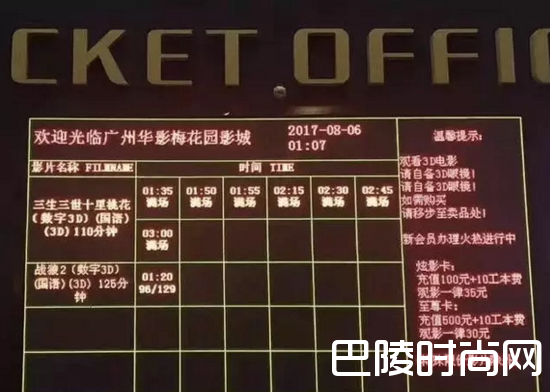 CKET OFFIC
欢迎光临广州华影梅花园影城
2017-08-06
01:07
影片名称 FILMNAME
时间 TIME
三生三世十里桃花
(数字3D)(国语)
(3D)110分钟
01:35 01:50 01:55 02:15 02:30 02:45
满场 满场 满场 满场 满场 满场
03:00
满场
战狼2(数字3D)
(国语)(3D)125分
钟
01:20
96/129
温馨提示:
观看3D电影
请自备3D眼镜!
请自备3D眼镜!
如需购买
请移步至卖品处!
新会员办理火热进行中
炫影卡:
充值100元+10工本费
观影一律35元
至尊卡:
充值500元+10工本费
观影一律30元
巴陵时尚网